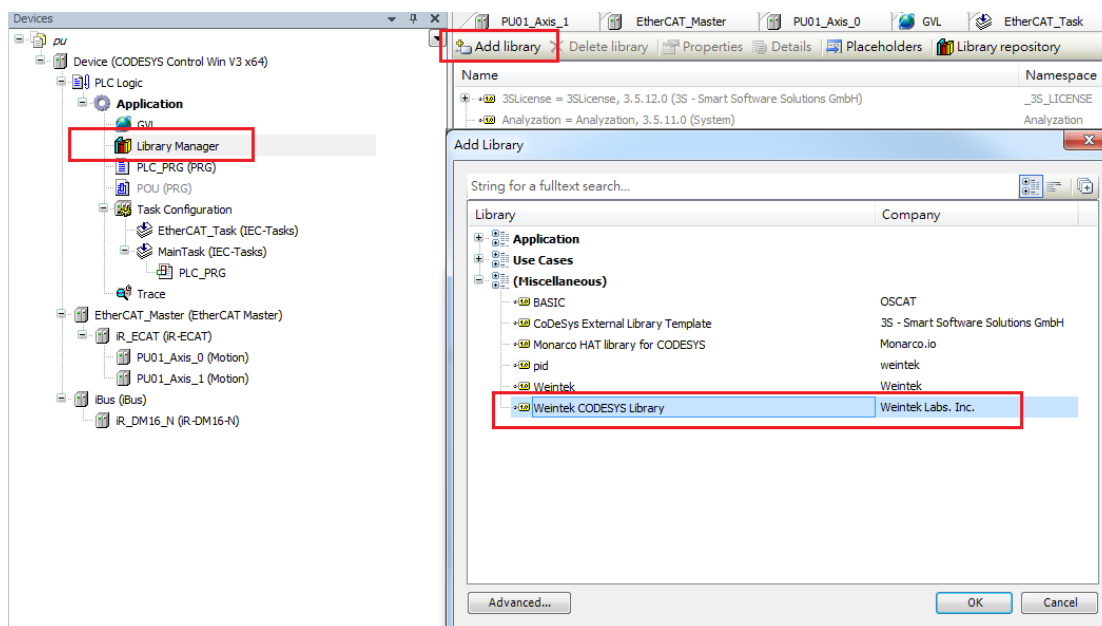 Devices
pu
Device (CODESYS Control Win V3 x64)
PLC Logic
Application
GVL
Library Manager
PLC_PRG (PRG)
POU (PRG)
Task Configuration
EtherCAT_Task (IEC-Tasks)
MainTask (IEC-Tasks)
PLC_PRG
Trace
EtherCAT_Master (EtherCAT Master)
iR_ECAT (iR-ECAT)
PU01_Axis_0 (Motion)
PU01_Axis_1 (Motion)
iBus (iBus)
iR_DM16_N (iR-DM16-N)
PU01_Axis_1 EtherCAT_Master PU01_Axis_0 GVL EtherCAT_Task
Add library Delete library Properties Details Placeholders Library repository
Name Namespace
3SLicense = 3SLicense, 3.5.12.0 (3S - Smart Software Solutions GmbH) _3S_LICENSE
Analyzation = Analyzation, 3.5.11.0 (System) Analyzation
Add Library
String for a fulltext search...
Library Company
Application
Use Cases
(Miscellaneous)
BASIC OSCAT
CoDeSys External Library Template 3S - Smart Software Solutions GmbH
Monarco HAT library for CODESYS Monarco.io
pid weintek
Weintek Weintek
Weintek CODESYS Library Weintek Labs. Inc.
Advanced... OK Cancel